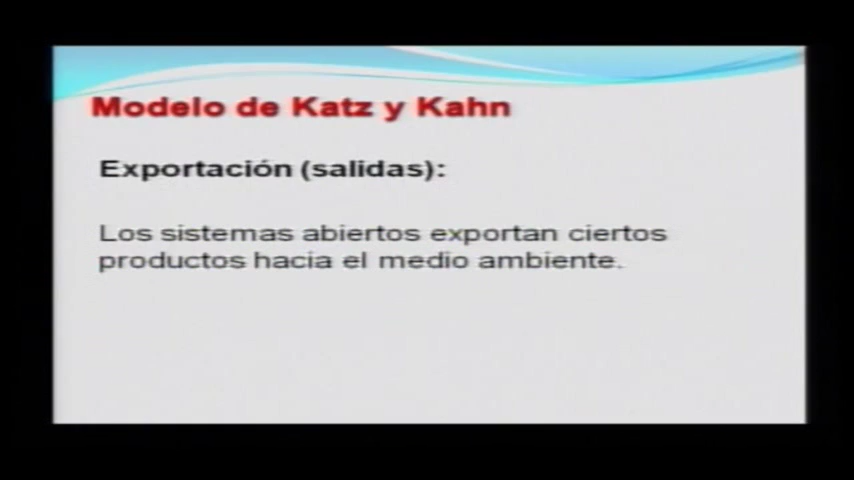 Modelo de Katz y Kahn
Exportación (salidas):
Los sistemas abiertos exportan ciertos
productos hacia el medio ambiente.